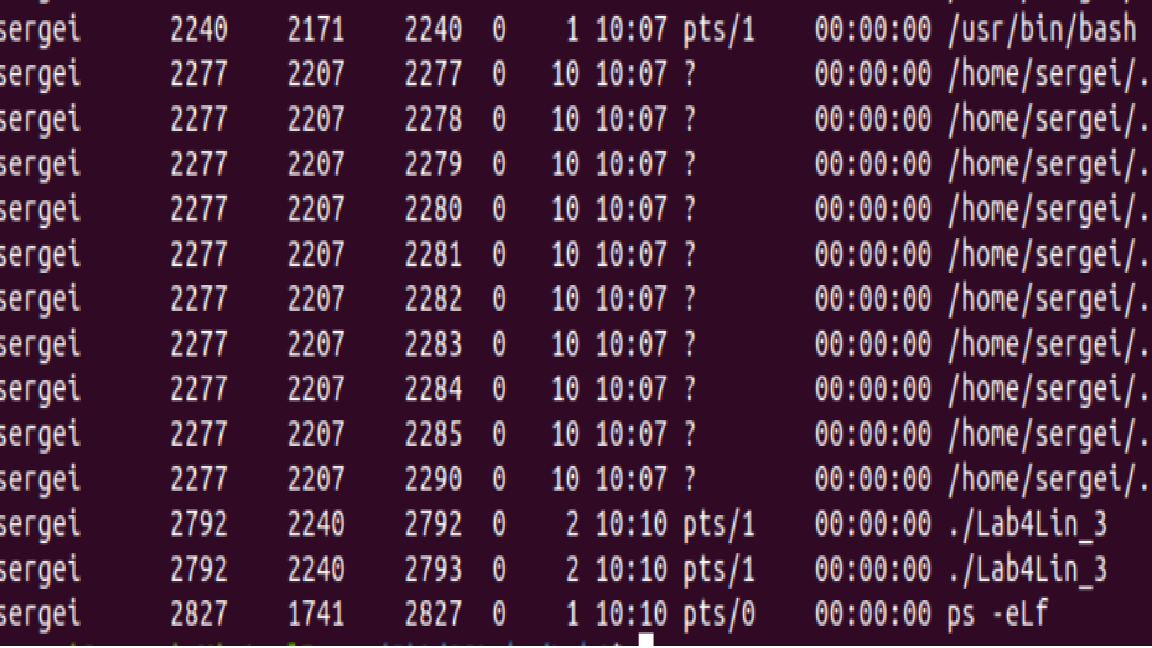 sergei 2240 2171 2240 0 1 10:07 pts/1 00:00:00 /usr/bin/bash
sergei 2277 2207 2277 0 10 10:07 ? 00:00:00 /home/sergei/.
sergei 2277 2207 2278 0 10 10:07 ? 00:00:00 /home/sergei/.
sergei 2277 2207 2279 0 10 10:07 ? 00:00:00 /home/sergei/.
sergei 2277 2207 2280 0 10 10:07 ? 00:00:00 /home/sergei/.
sergei 2277 2207 2281 0 10 10:07 ? 00:00:00 /home/sergei/.
sergei 2277 2207 2282 0 10 10:07 ? 00:00:00 /home/sergei/.
sergei 2277 2207 2283 0 10 10:07 ? 00:00:00 /home/sergei/.
sergei 2277 2207 2284 0 10 10:07 ? 00:00:00 /home/sergei/.
sergei 2277 2207 2285 0 10 10:07 ? 00:00:00 /home/sergei/.
sergei 2277 2207 2290 0 10 10:07 ? 00:00:00 /home/sergei/.
sergei 2792 2240 2792 0 2 10:10 pts/1 00:00:00 ./Lab4Lin_3
sergei 2792 2240 2793 0 2 10:10 pts/1 00:00:00 ./Lab4Lin_3
sergei 2827 1741 2827 0 1 10:10 pts/0 00:00:00 ps -eLf